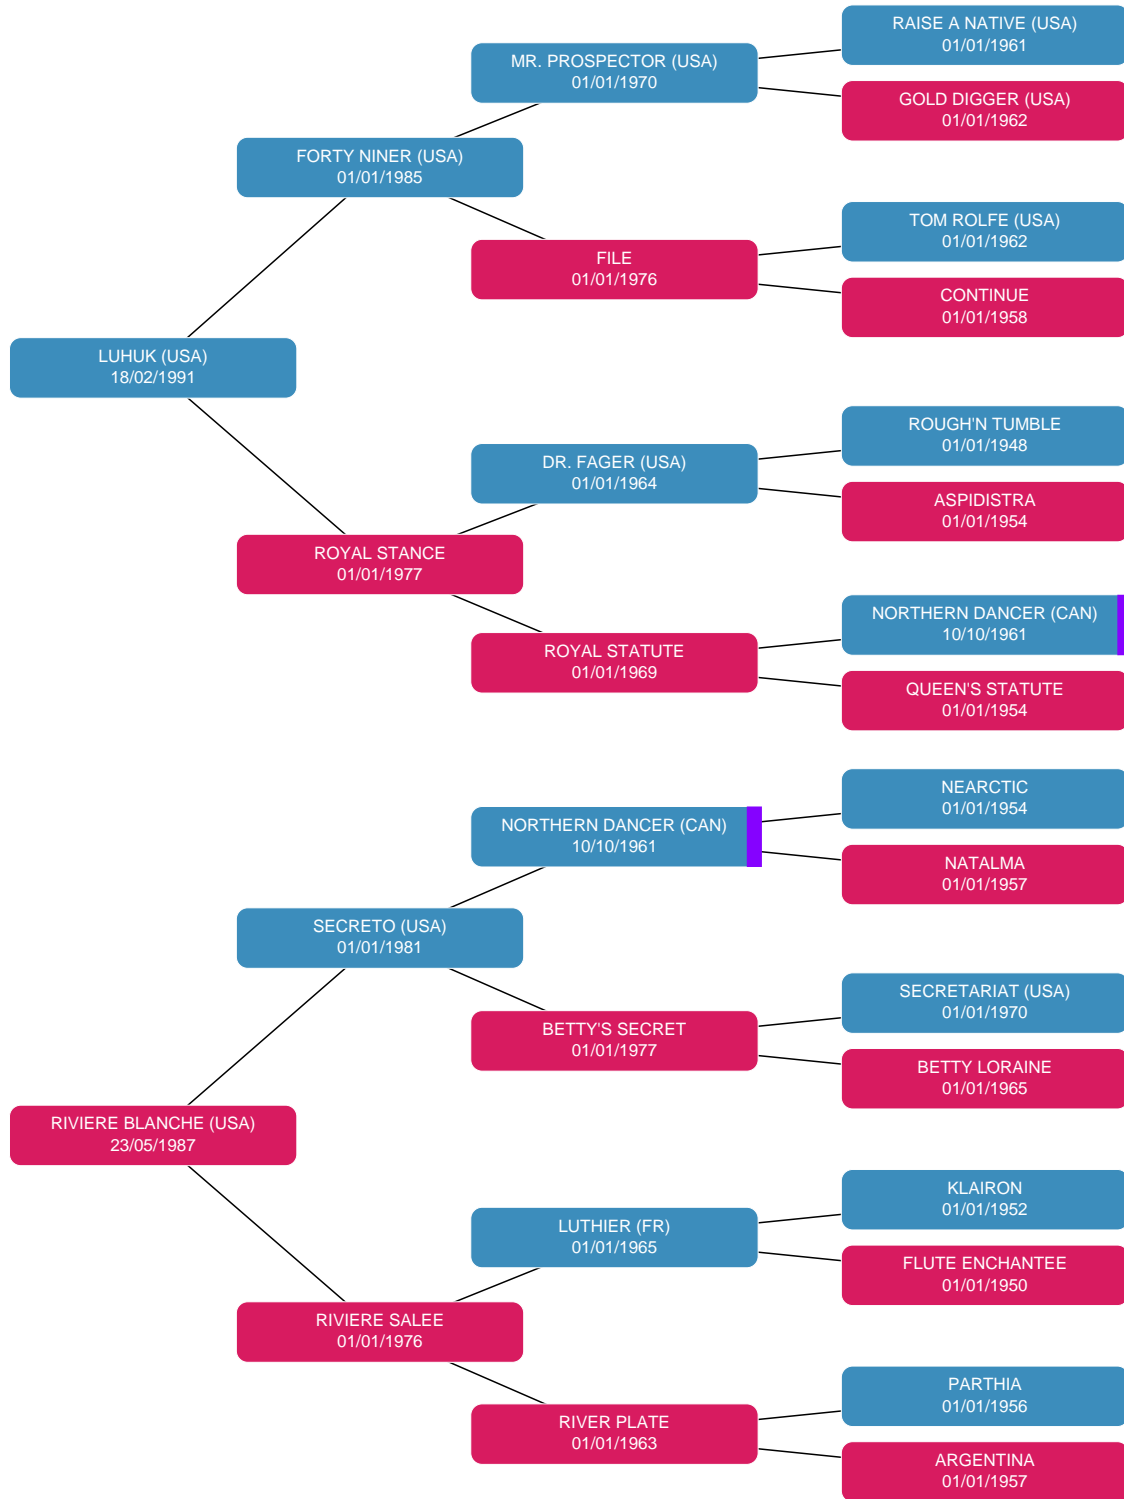 RAISE A NATIVE (USA)
01/01/1961
MR. PROSPECTOR (USA)
01/01/1970
GOLD DIGGER (USA)
01/01/1962
FORTY NINER (USA)
01/01/1985
TOM ROLFE (USA)
01/01/1962
FILE
01/01/1976
CONTINUE
01/01/1958
LUHUK (USA)
18/02/1991
ROUGH'N TUMBLE
01/01/1948
DR. FAGER (USA)
01/01/1964
ASPIDISTRA
01/01/1954
ROYAL STANCE
01/01/1977
NORTHERN DANCER (CAN)
10/10/1961
ROYAL STATUTE
01/01/1969
QUEEN'S STATUTE
01/01/1954
NEARCTIC
01/01/1954
NORTHERN DANCER (CAN)
10/10/1961
NATALMA
01/01/1957
SECRETO (USA)
01/01/1981
SECRETARIAT (USA)
01/01/1970
BETTY'S SECRET
01/01/1977
BETTY LORAINE
01/01/1965
RIVIERE BLANCHE (USA)
23/05/1987
KLAIRON
01/01/1952
LUTHIER (FR)
01/01/1965
FLUTE ENCHANTEE
01/01/1950
RIVIERE SALEE
01/01/1976
PARTHIA
01/01/1956
RIVER PLATE
01/01/1963
ARGENTINA
01/01/1957